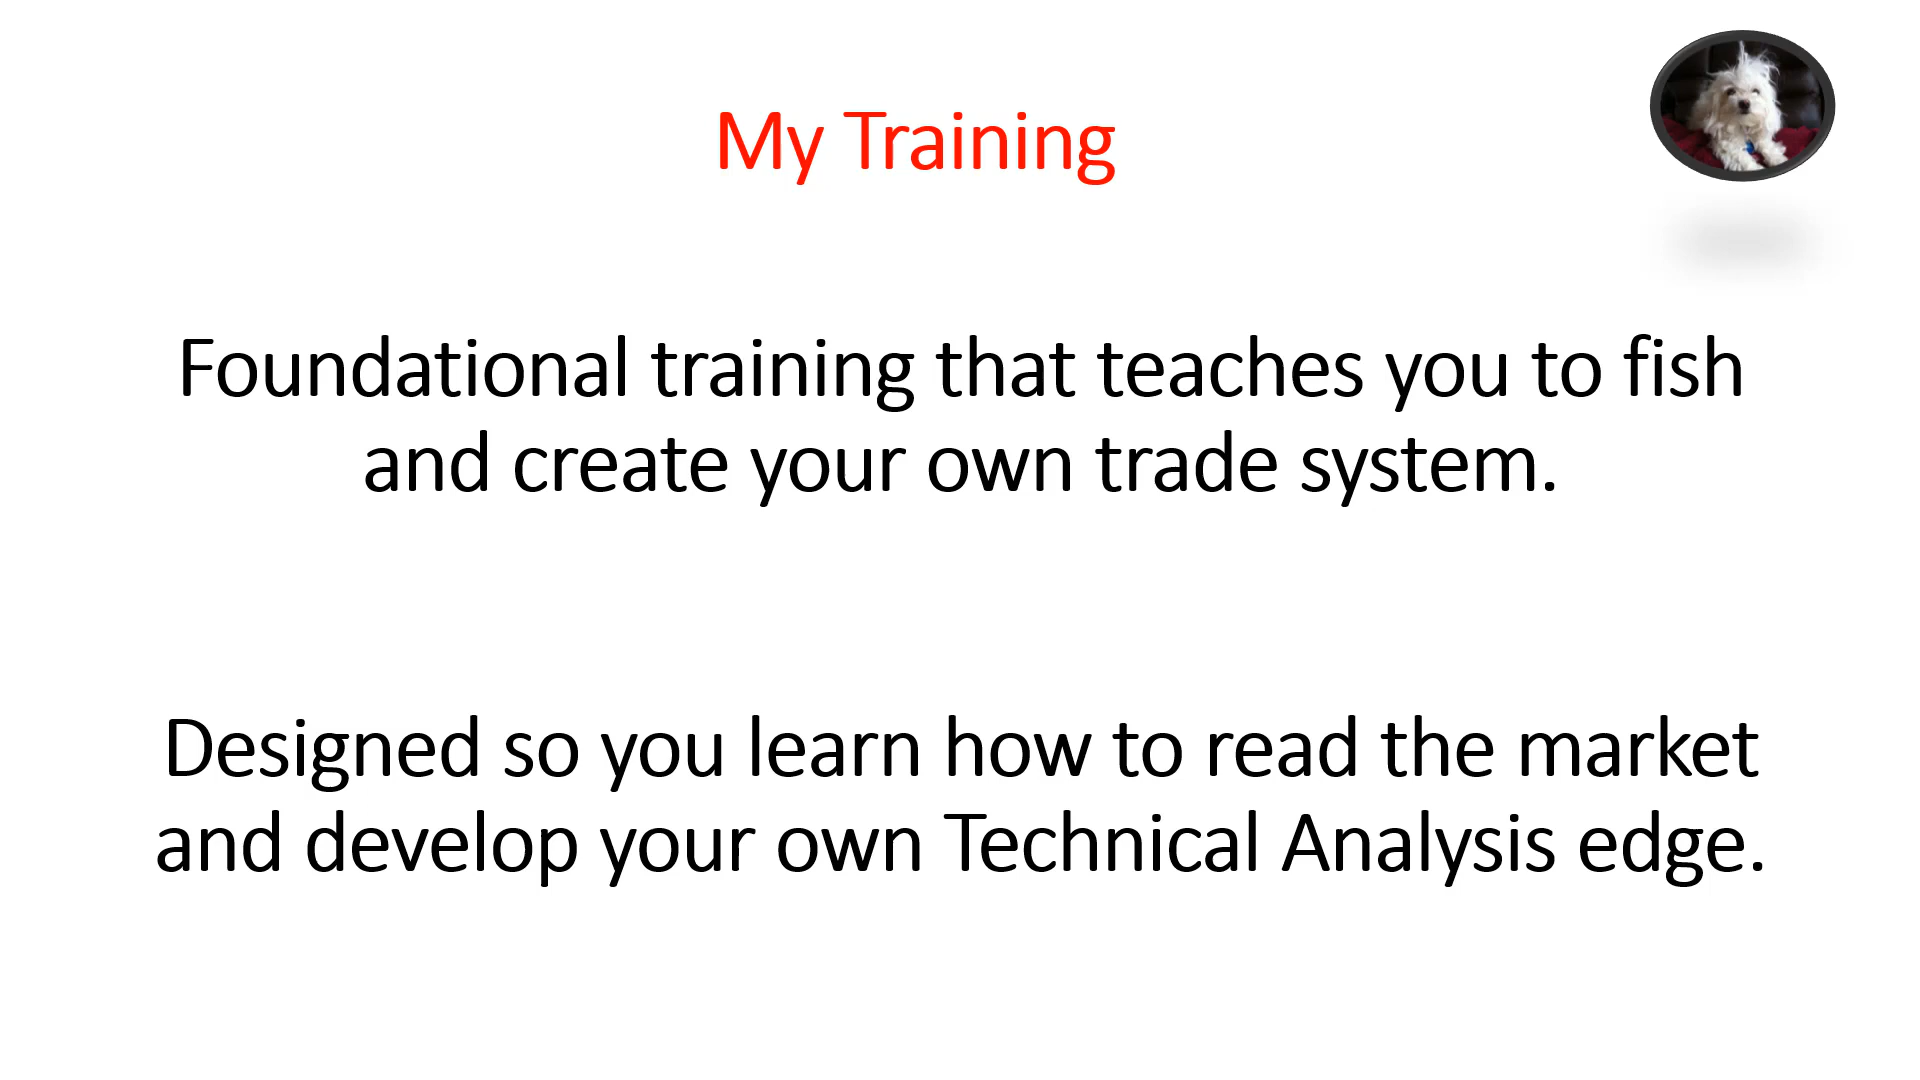 My Training
Foundational training that teaches you to fish
and create your own trade system.
Designed so you learn how to read the market
and develop your own Technical Analysis edge.